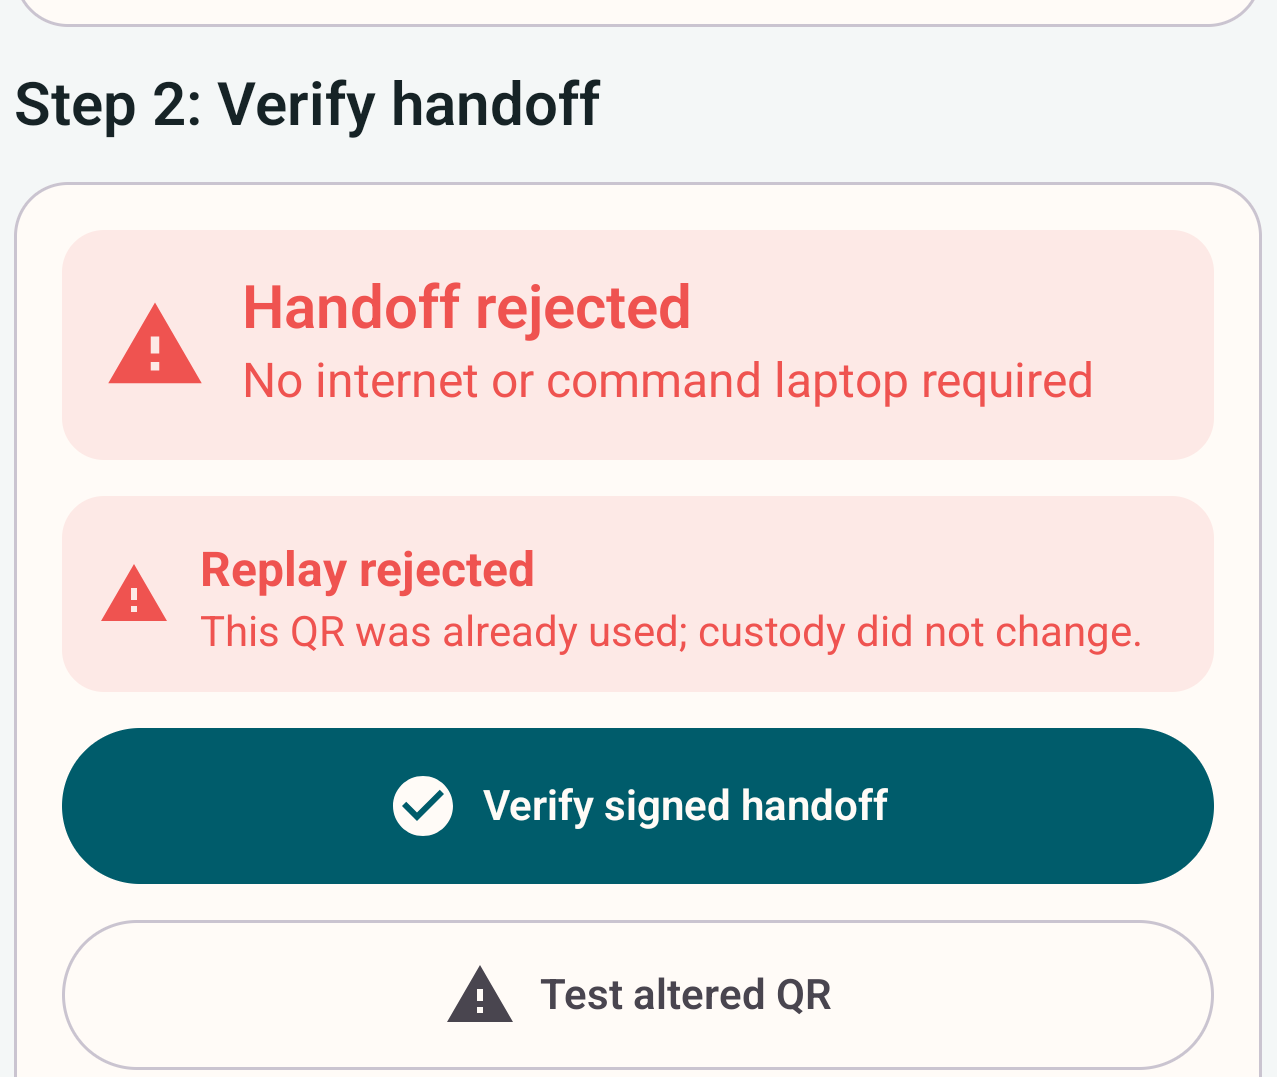 Step 2: Verify handoff
Handoff rejected
No internet or command laptop required
Replay rejected
This QR was already used; custody did not change.
Verify signed handoff
Test altered QR